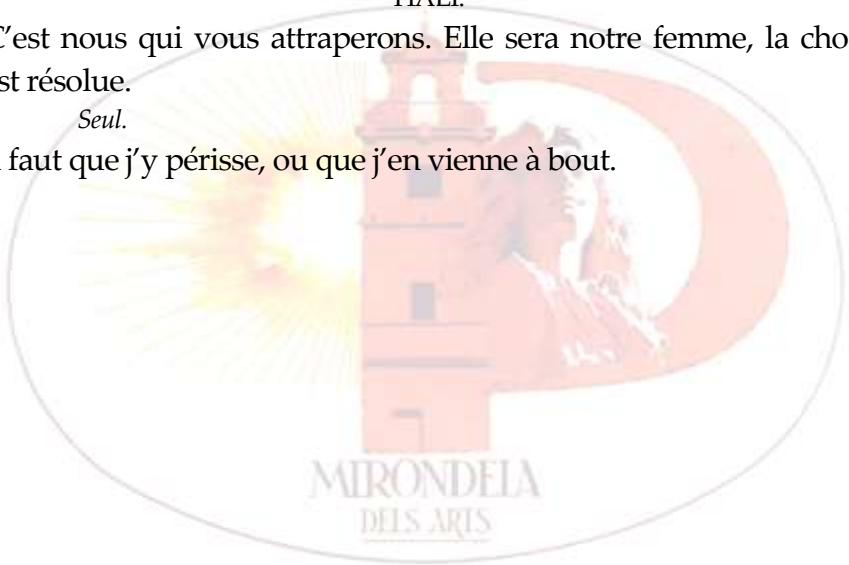 HALI.
C’est nous qui vous attraperons. Elle sera notre femme, la cho
st résolue.
Seul.
faut que j’y périsse, ou que j’en vienne à bout.
MIRONDELA
DELS ARTS